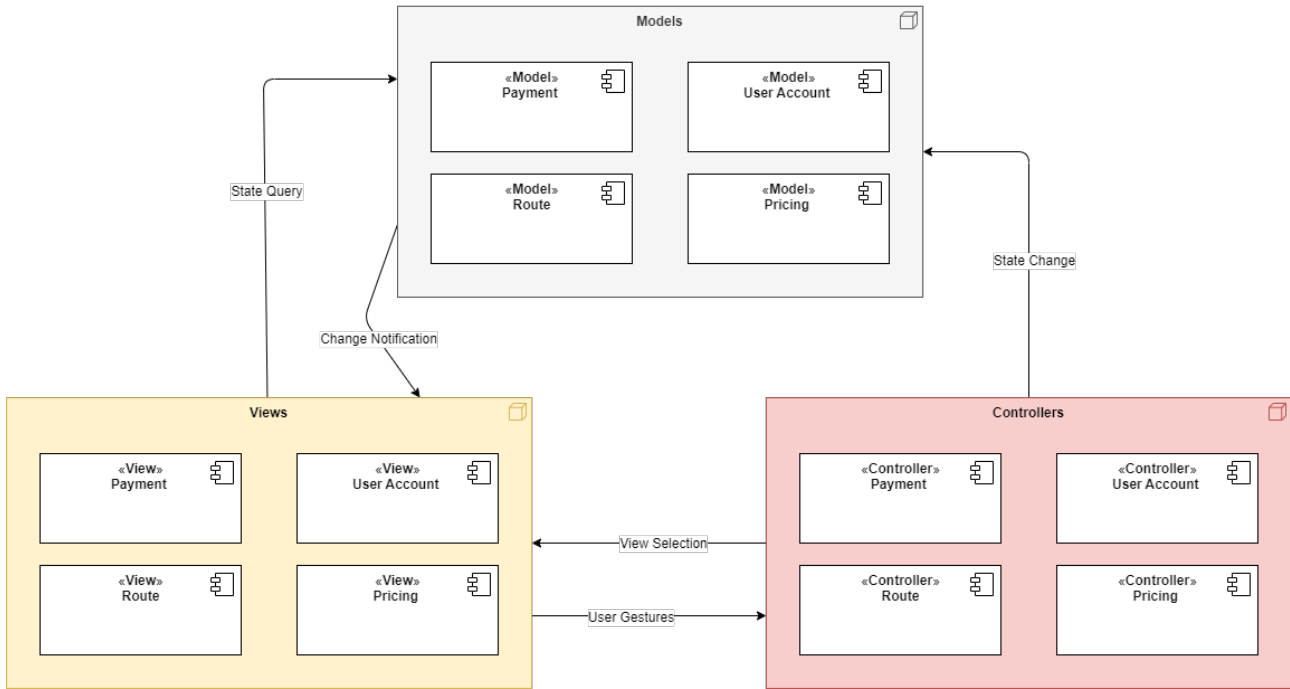 Models
«Model»
Payment
«Model»
User Account
«Model»
Route
«Model»
Pricing
State Query
State Change
Change Notification
Views
«View»
Payment
«View»
User Account
«View»
Route
«View»
Pricing
View Selection
User Gestures
Controllers
«Controller»
Payment
«Controller»
User Account
«Controller»
Route
«Controller»
Pricing